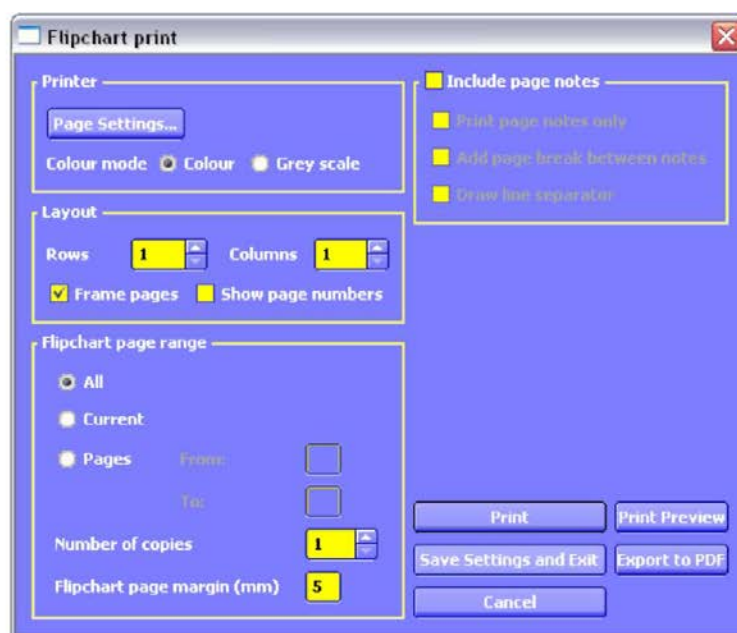 Flipchart print
Printer
Page Settings...
Colour mode Colour Grey scale
Layout
Rows 1 Columns 1
Frame pages Show page numbers
Flipchart page range
All
Current
Pages From:
To:
Number of copies 1
Flipchart page margin (mm) 5
Include page notes
Print page notes only
Add page break between notes
Draw line separator
Print Print Preview
Save Settings and Exit Export to PDF
Cancel